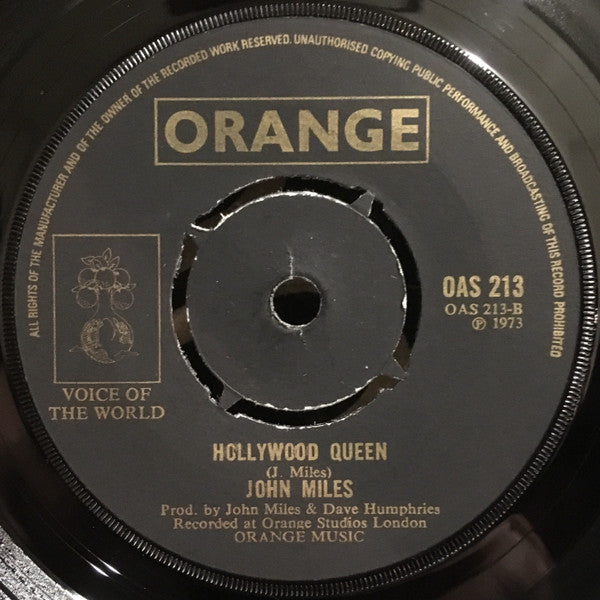 ALL RIGHTS OF THE MANUFACTURER AND OF THE OWNER OF THE RECORDED WORK RESERVED. UNAUTHORISED COPYING PUBLIC PERFORMANCE AND BROADCASTING OF THIS RECORD PROHIBITED
ORANGE
OAS 213
OAS 213-B
℗ 1973
VOICE OF
THE WORLD
HOLLYWOOD QUEEN
(J. Miles)
JOHN MILES
Prod. by John Miles & Dave Humphries
Recorded at Orange Studios London
ORANGE MUSIC